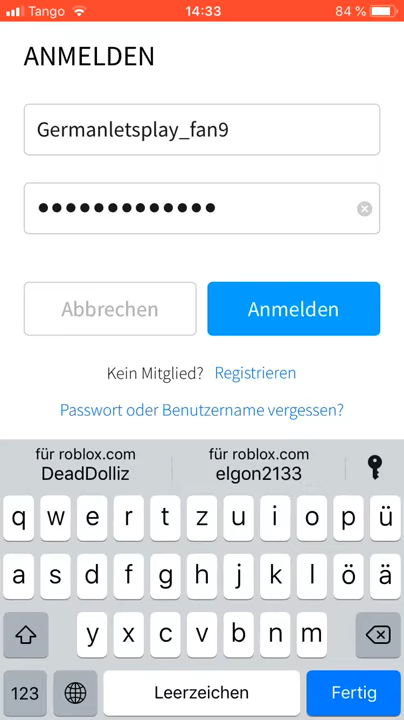 Tango 14:33 84 %
ANMELDEN
Germanletsplay_fan9
●●●●●●●●●●●●●
Abbrechen Anmelden
Kein Mitglied? Registrieren
Passwort oder Benutzername vergessen?
für roblox.com für roblox.com
DeadDolliz elgon2133
q w e r t z u i o p ü
a s d f g h j k l ö ä
y x c v b n m
123 Leerzeichen Fertig